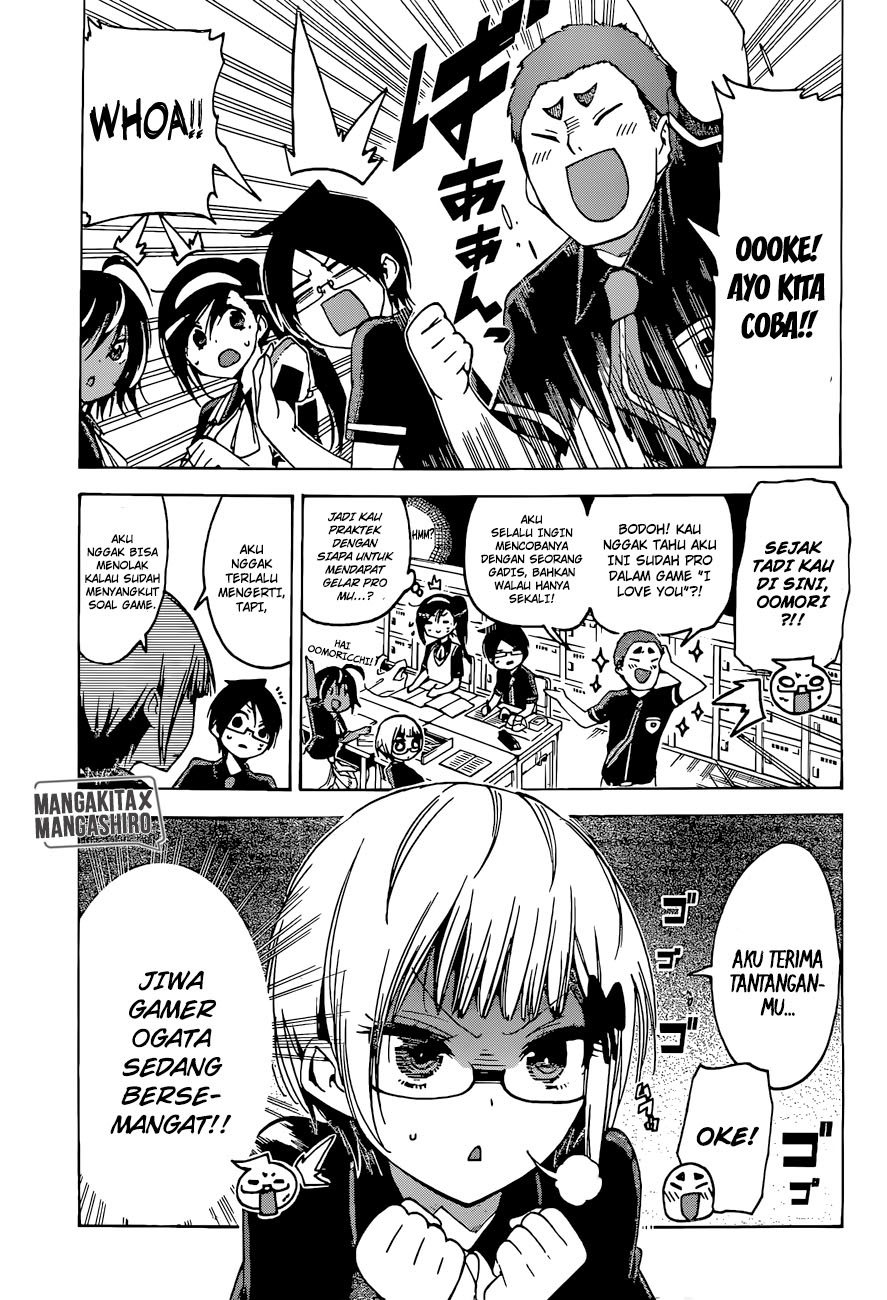 OOOKE!
AYO KITA
COBA!!
ばああぁんっ
WHOA!!
SEJAK
TADI KAU
DI SINI,
OOMORI
?!!
BODOH! KAU
NGGAK TAHU AKU
INI SUDAH PRO
DALAM GAME "I
LOVE YOU"?!
AKU
SELALU INGIN
MENCOBANYA
DENGAN SEORANG
GADIS, BAHKAN
WALAU HANYA
SEKALI!
HMM?
JADI KAU
PRAKTEK
DENGAN
SIAPA UNTUK
MENDAPAT
GELAR PRO
MU...?
HAI
OOMORICCHI!
AKU
NGGAK
TERLALU
MENGERTI,
TAPI,
AKU
NGGAK BISA
MENOLAK
KALAU SUDAH
MENYANGKUT
SOAL GAME.
MANGAKITA X
MANGASHIRO
AKU TERIMA
TANTANGAN-
MU...
ゴゴゴ
OKE!
ゴゴ
JIWA
GAMER
OGATA
SEDANG
BERSE-
MANGAT!!